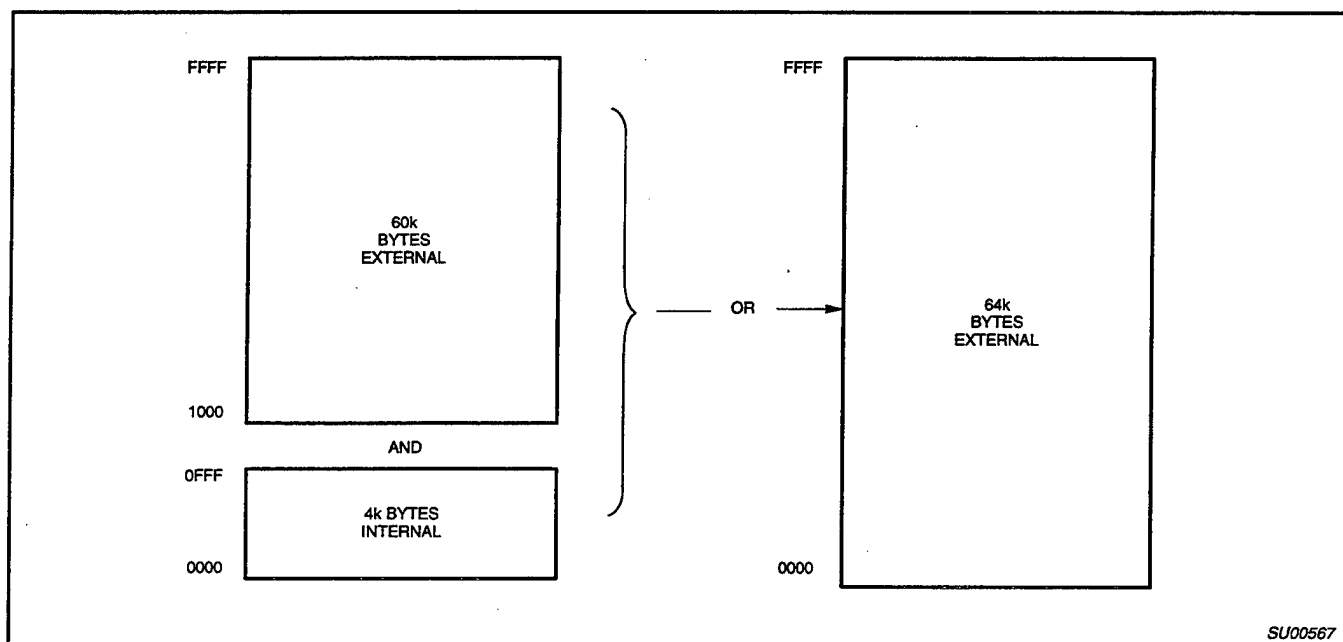 FFFF
60k
BYTES
EXTERNAL
1000
AND
0FFF
4k BYTES
INTERNAL
0000
OR
FFFF
64k
BYTES
EXTERNAL
0000
SU00567